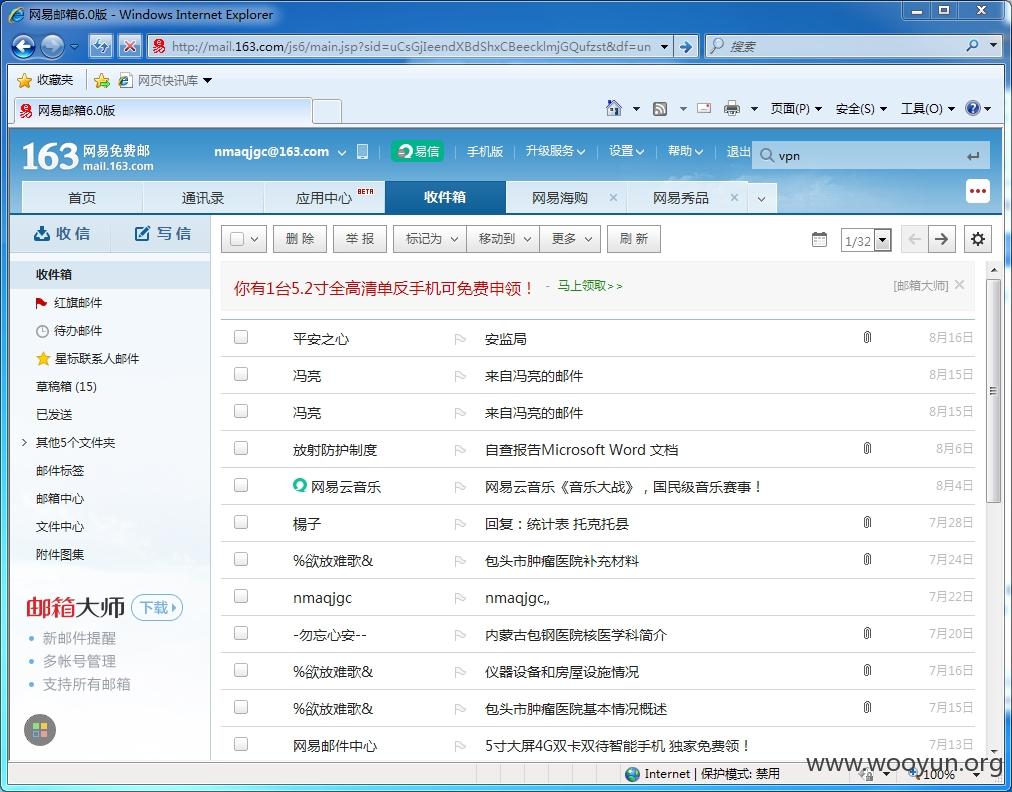 网易邮箱6.0版 - Windows Internet Explorer
http://mail.163.com/js6/main.jsp?sid=uCsGjIeendXBdShxCBeecklmjGQufzst&df=un
搜索
收藏夹
网页快讯库
网易邮箱6.0版
页面(P)
安全(S)
工具(O)
163 网易免费邮
mail.163.com
nmaqjgc@163.com
易信
手机版
升级服务
设置
帮助
退出
vpn
首页
通讯录
应用中心 BETA
收件箱
网易海购
网易秀品
收信
写信
删除
举报
标记为
移动到
更多
刷新
1/32
收件箱
红旗邮件
待办邮件
星标联系人邮件
草稿箱 (15)
已发送
其他5个文件夹
邮件标签
邮箱中心
文件中心
附件图集
邮箱大师 下载
新邮件提醒
多帐号管理
支持所有邮箱
你有1台5.2寸全高清单反手机可免费申领！ - 马上领取>> [邮箱大师]
平安之心 安监局 8月16日
冯亮 来自冯亮的邮件 8月15日
冯亮 来自冯亮的邮件 8月15日
放射防护制度 自查报告Microsoft Word 文档 8月6日
网易云音乐 网易云音乐《音乐大战》，国民级音乐赛事！ 8月4日
楊子 回复：统计表 托克托县 7月28日
%欲放难歌& 包头市肿瘤医院补充材料 7月24日
nmaqjgc nmaqjgc,, 7月22日
-勿忘心安-- 内蒙古包钢医院核医学科简介 7月20日
%欲放难歌& 仪器设备和房屋设施情况 7月16日
%欲放难歌& 包头市肿瘤医院基本情况概述 7月15日
网易邮件中心 5寸大屏4G双卡双待智能手机 独家免费领！ 7月13日
www.wooyun.org
Internet | 保护模式: 禁用
100%